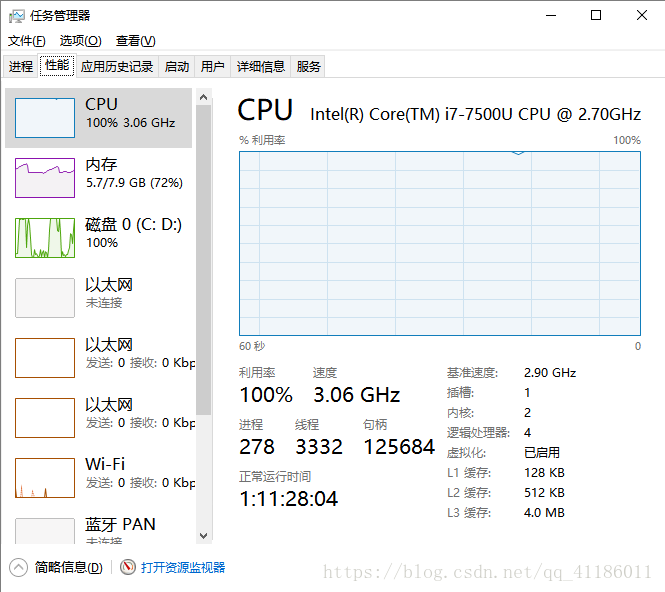 任务管理器
文件(F) 选项(O) 查看(V)
进程 性能 应用历史记录 启动 用户 详细信息 服务
CPU
100% 3.06 GHz
内存
5.7/7.9 GB (72%)
磁盘 0 (C: D:)
100%
以太网
未连接
以太网
发送: 0 接收: 0 Kbp
以太网
发送: 0 接收: 0 Kbp
Wi-Fi
发送: 0 接收: 0 Kbp
蓝牙 PAN
未连接
CPU Intel(R) Core(TM) i7-7500U CPU @ 2.70GHz
% 利用率 100%
60 秒 0
利用率 速度
100% 3.06 GHz
进程 线程 句柄
278 3332 125684
正常运行时间
1:11:28:04
基准速度: 2.90 GHz
插槽: 1
内核: 2
逻辑处理器: 4
虚拟化: 已启用
L1 缓存: 128 KB
L2 缓存: 512 KB
L3 缓存: 4.0 MB
简略信息(D) 打开资源监视器
https://blog.csdn.net/qq_41186011